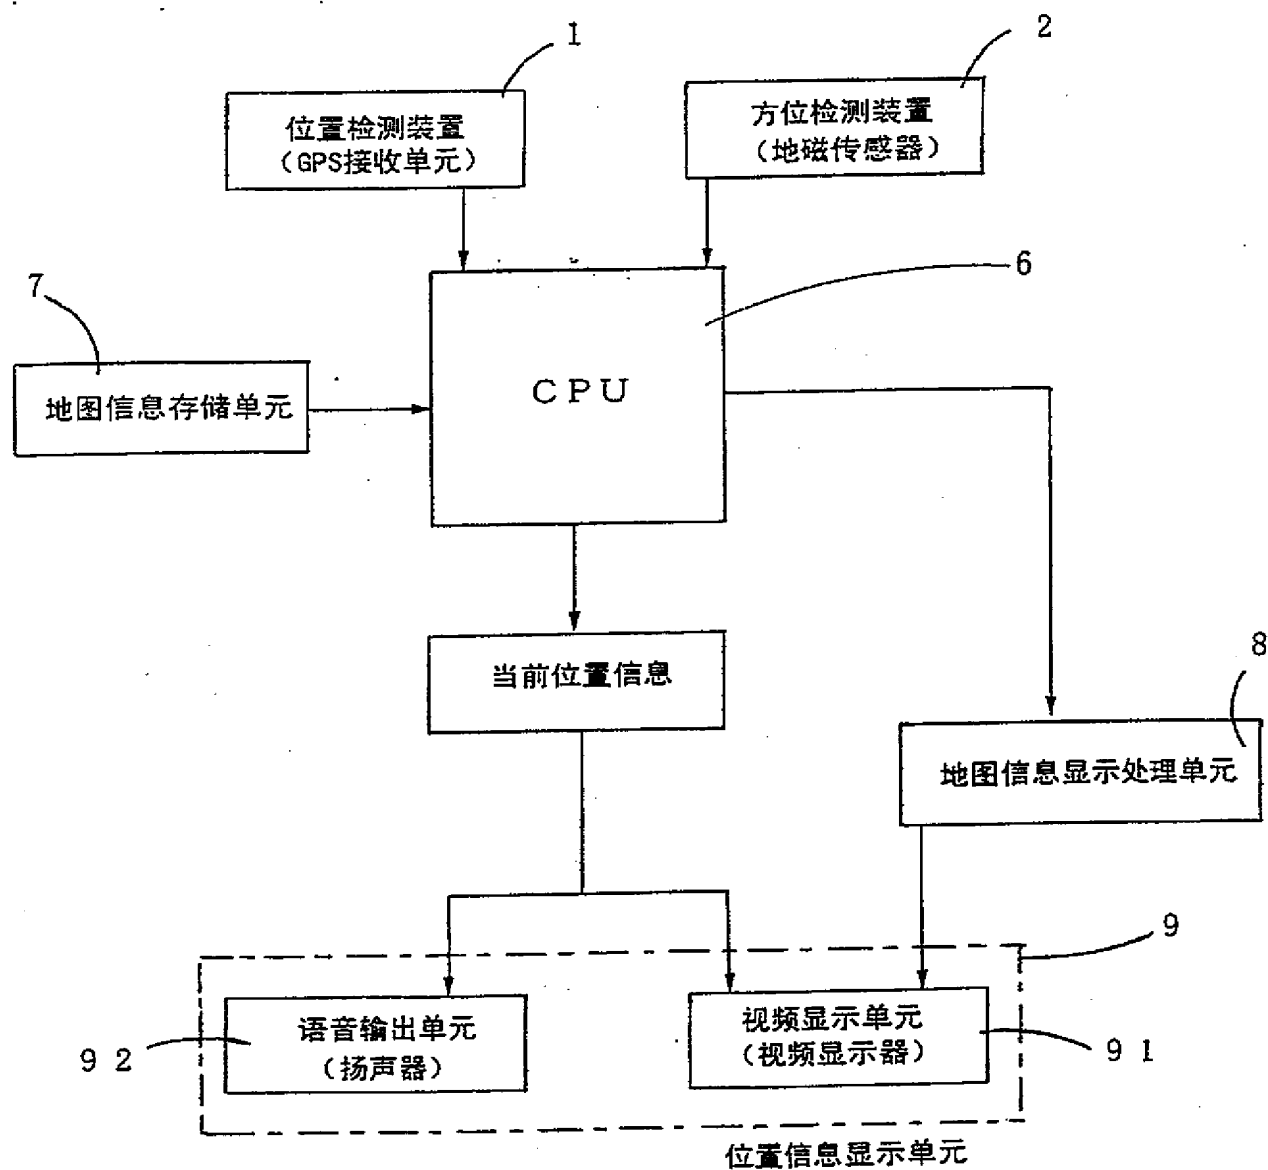 1
2
位置检测装置
（GPS接收单元）
方位检测装置
（地磁传感器）
6
7
CPU
地图信息存储单元
当前位置信息
8
地图信息显示处理单元
9
语音输出单元
（扬声器）
视频显示单元
（视频显示器）
92
91
位置信息显示单元